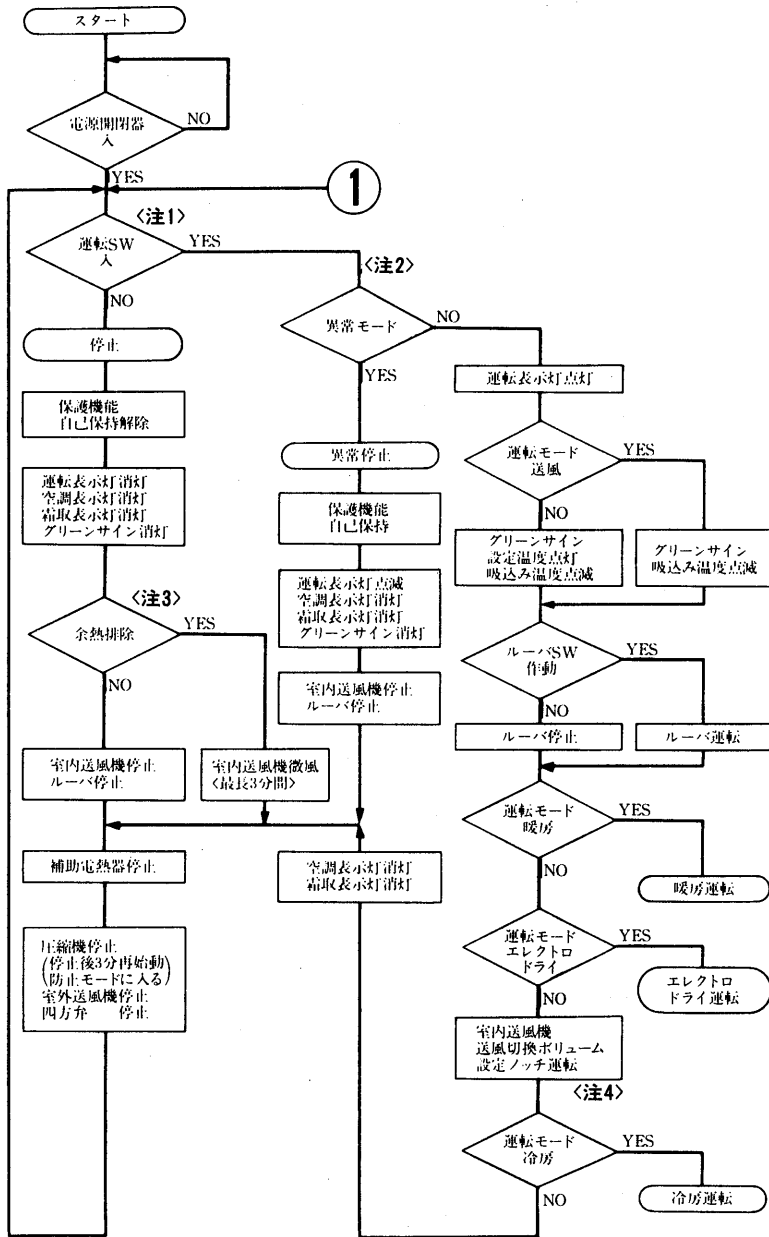 スタート
電源開閉器
入
NO
YES
1
<注1>
運転SW
入
YES
NO
停止
保護機能
自己保持解除
運転表示灯消灯
空調表示灯消灯
霜取表示灯消灯
グリーンサイン消灯
<注3>
余熱排除
YES
NO
室内送風機停止
ルーバ停止
室内送風機微風
<最長3分間>
補助電熱器停止
圧縮機停止
(停止後3分再始動)
(防止モードに入る)
室外送風機停止
四方弁 停止
<注2>
異常モード
NO
YES
異常停止
保護機能
自己保持
運転表示灯点滅
空調表示灯消灯
霜取表示灯消灯
グリーンサイン消灯
室内送風機停止
ルーバ停止
空調表示灯消灯
霜取表示灯消灯
運転表示灯点灯
運転モード
送風
YES
NO
グリーンサイン
設定温度点灯
吸込み温度点滅
グリーンサイン
吸込み温度点滅
ルーバSW
作動
YES
NO
ルーバ停止
ルーバ運転
運転モード
暖房
YES
NO
暖房運転
運転モード
エレクトロ
ドライ
YES
NO
エレクトロ
ドライ運転
室内送風機
送風切換ボリューム
設定ノッチ運転
<注4>
運転モード
冷房
YES
NO
冷房運転